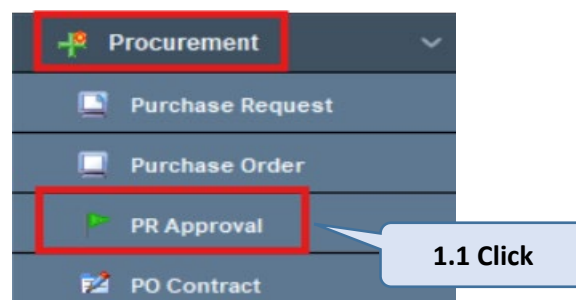 Procurement
Purchase Request
Purchase Order
PR Approval
1.1 Click
PO Contract